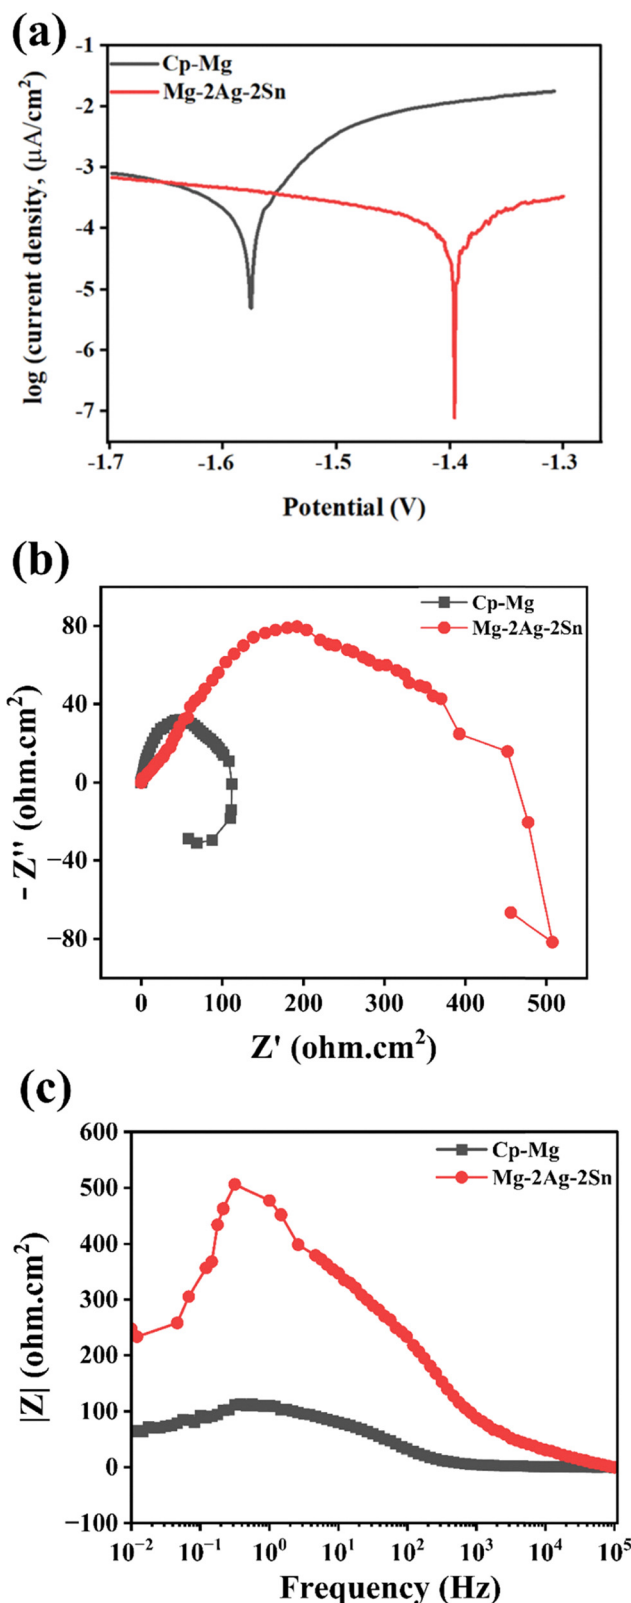 (a)
-1
-2
-3
-4
-5
-6
-7
Cp-Mg
Mg-2Ag-2Sn
log (current density, (μA/cm²)
-1.7 -1.6 -1.5 -1.4 -1.3
Potential (V)
(b)
80
40
0
−40
−80
Cp-Mg
Mg-2Ag-2Sn
- Z'' (ohm.cm²)
0 100 200 300 400 500
Z' (ohm.cm²)
(c)
600
500
400
300
200
100
0
−100
Cp-Mg
Mg-2Ag-2Sn
|Z| (ohm.cm²)
10⁻² 10⁻¹ 10⁰ 10¹ 10² 10³ 10⁴ 10⁵
Frequency (Hz)